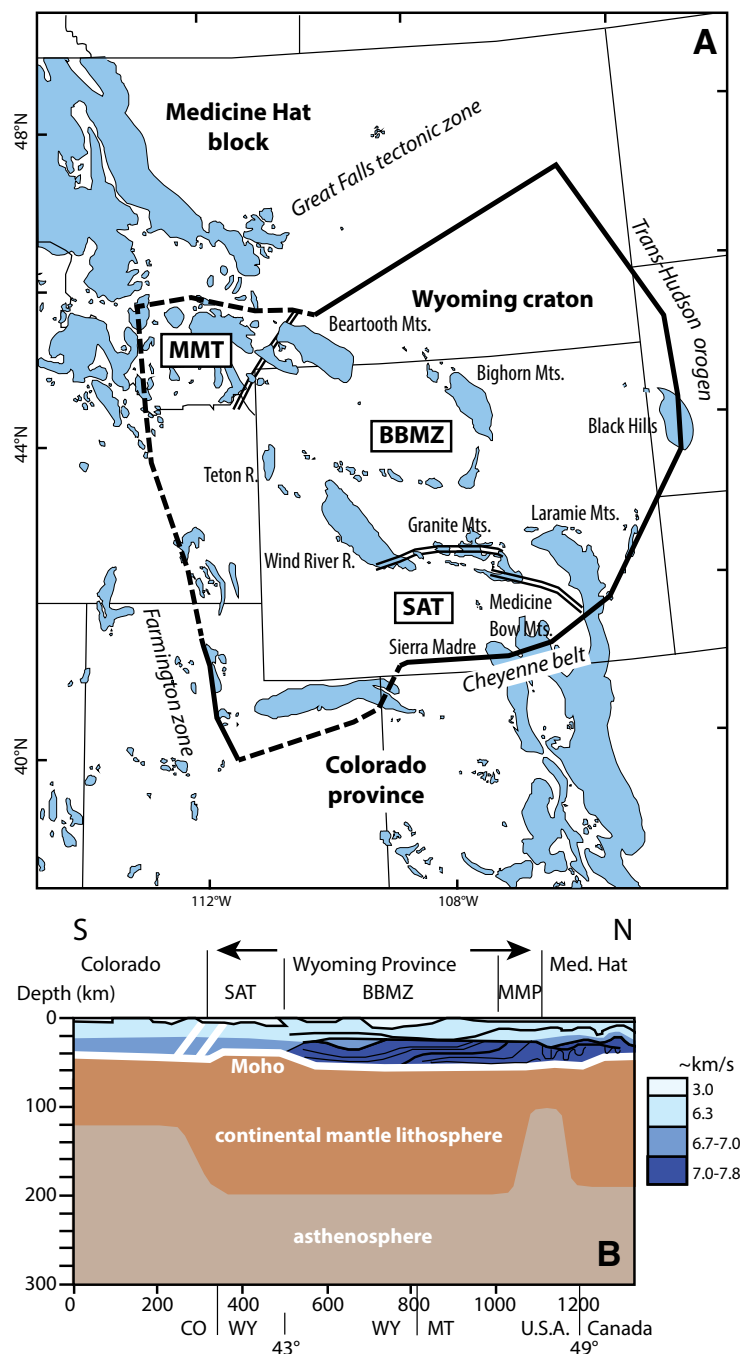 A
Medicine Hat
block
Great Falls tectonic zone
48°N
Trans-Hudson orogen
Wyoming craton
Beartooth Mts.
MMT
Bighorn Mts.
BBMZ
Black Hills
44°N
Teton R.
Granite Mts.
Laramie Mts.
Wind River R.
SAT
Medicine
Bow Mts.
Sierra Madre
Cheyenne belt
Farmington zone
40°N
Colorado
province
112°W
108°W
S
N
Colorado
Wyoming Province
Med. Hat
Depth (km)
SAT
BBMZ
MMP
0
Moho
~km/s
3.0
6.3
6.7-7.0
7.0-7.8
100
continental mantle lithosphere
200
asthenosphere
B
300
0
200
400
600
800
1000
1200
CO
WY
WY
MT
U.S.A.
Canada
43°
49°